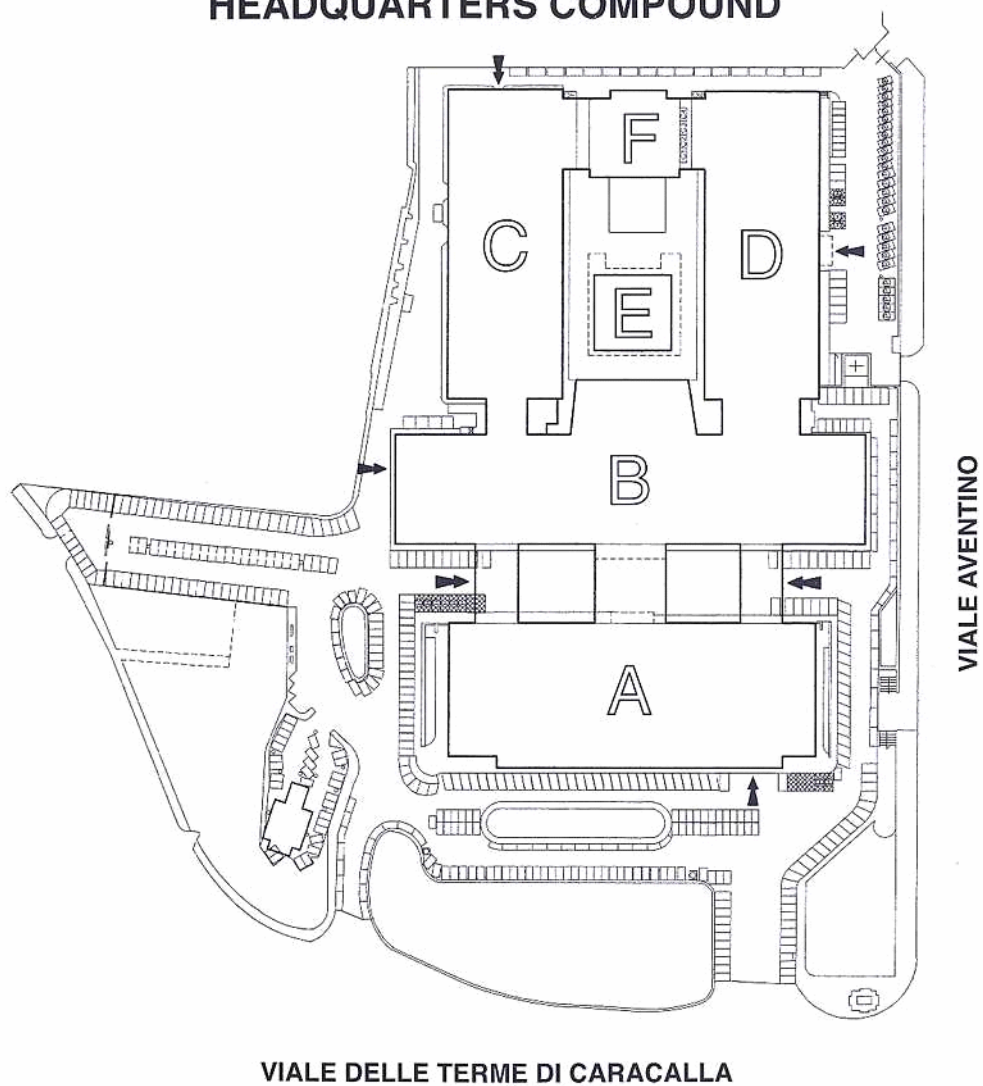 HEADQUARTERS COMPOUND
F
C
D
E
B
A
VIALE AVENTINO
VIALE DELLE TERME DI CARACALLA